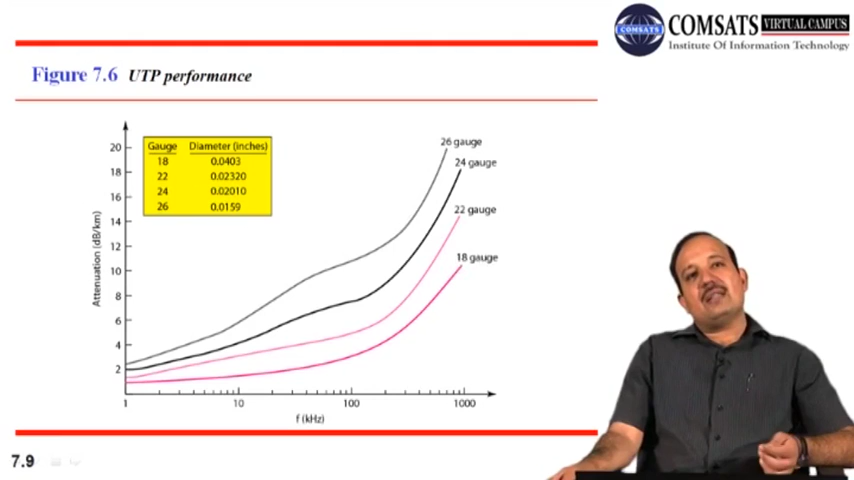 COMSATS VIRTUAL CAMPUS
COMSATS
Institute Of Information Technology
Figure 7.6 UTP performance
Gauge Diameter (inches)
18 0.0403
22 0.02320
24 0.02010
26 0.0159
26 gauge
24 gauge
22 gauge
18 gauge
Attenuation (dB/km)
20
18
16
14
12
10
8
6
4
2
1 10 100 1000
f (kHz)
7.9